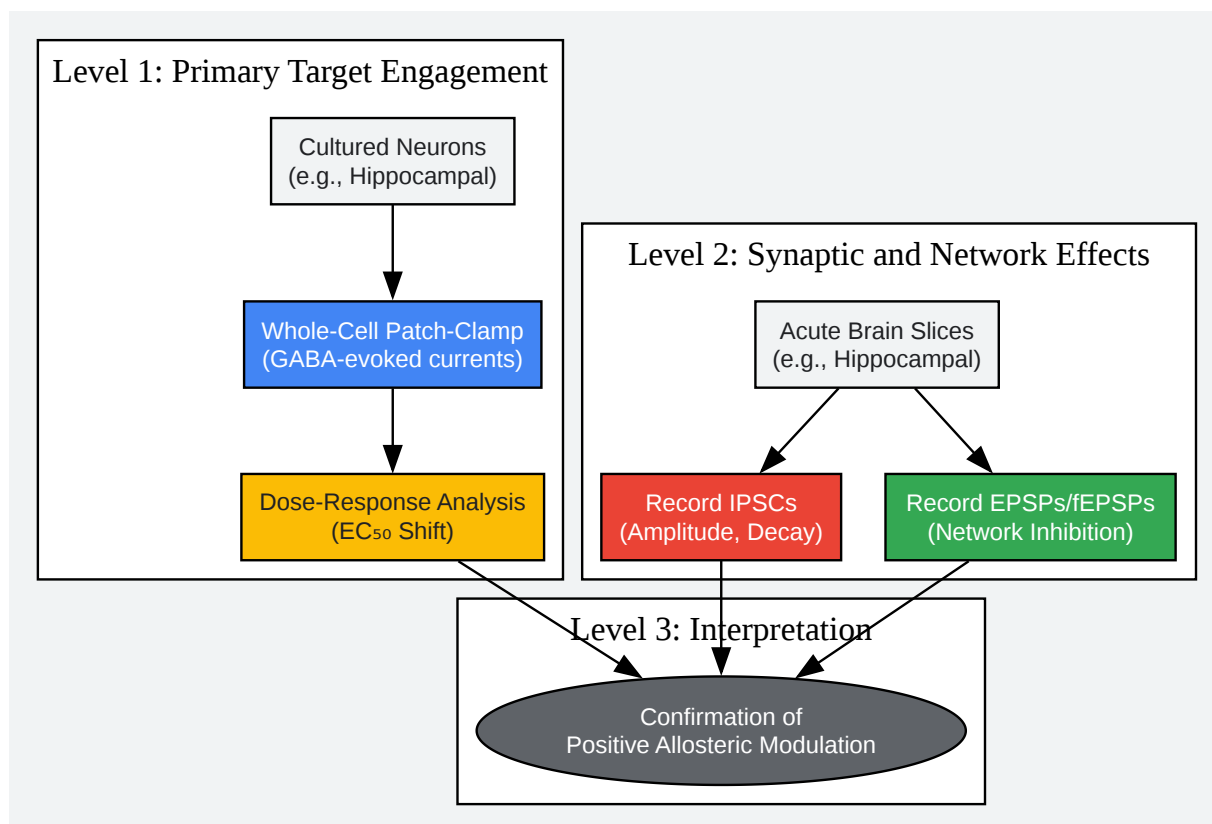 Level 1: Primary Target Engagement
Cultured Neurons
(e.g., Hippocampal)
Whole-Cell Patch-Clamp
(GABA-evoked currents)
Dose-Response Analysis
(EC₅₀ Shift)
Level 2: Synaptic and Network Effects
Acute Brain Slices
(e.g., Hippocampal)
Record IPSCs
(Amplitude, Decay)
Record EPSPs/fEPSPs
(Network Inhibition)
Level 3: Interpretation
Confirmation of
Positive Allosteric Modulation